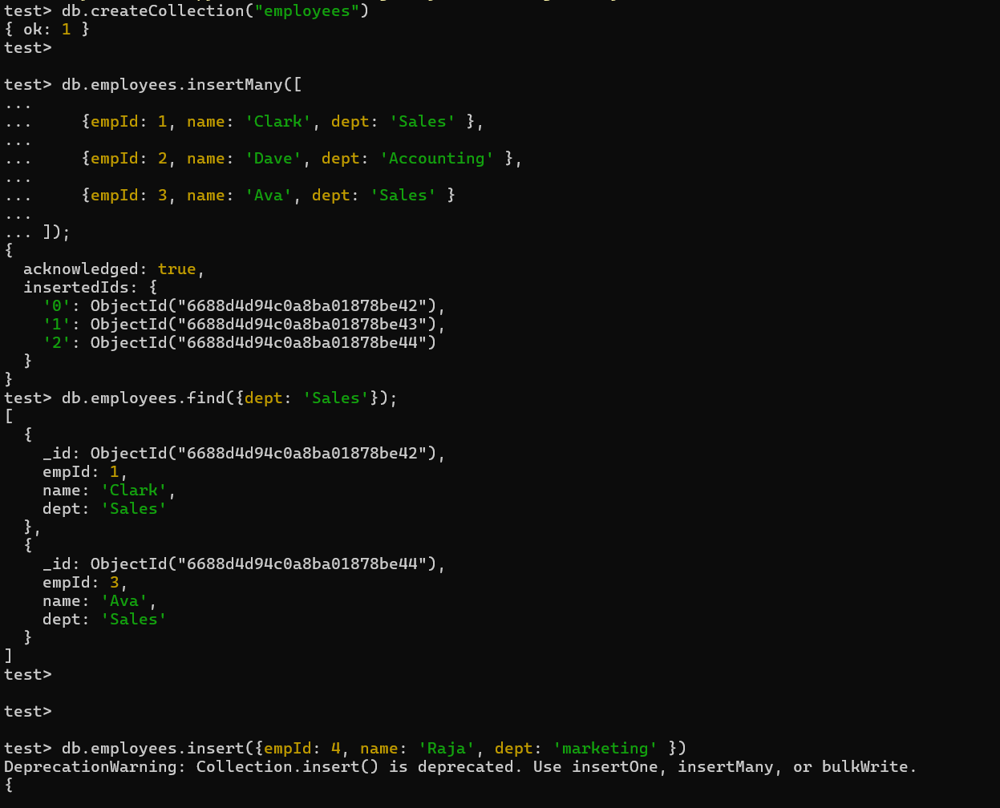 test> db.createCollection("employees")
{ ok: 1 }
test>
test> db.employees.insertMany([
...
...     {empId: 1, name: 'Clark', dept: 'Sales' },
...
...     {empId: 2, name: 'Dave', dept: 'Accounting' },
...
...     {empId: 3, name: 'Ava', dept: 'Sales' }
...
... ]);
{
  acknowledged: true,
  insertedIds: {
    '0': ObjectId("6688d4d94c0a8ba01878be42"),
    '1': ObjectId("6688d4d94c0a8ba01878be43"),
    '2': ObjectId("6688d4d94c0a8ba01878be44")
  }
}
test> db.employees.find({dept: 'Sales'});
[
  {
    _id: ObjectId("6688d4d94c0a8ba01878be42"),
    empId: 1,
    name: 'Clark',
    dept: 'Sales'
  },
  {
    _id: ObjectId("6688d4d94c0a8ba01878be44"),
    empId: 3,
    name: 'Ava',
    dept: 'Sales'
  }
]
test>
test>
test> db.employees.insert({empId: 4, name: 'Raja', dept: 'marketing' })
DeprecationWarning: Collection.insert() is deprecated. Use insertOne, insertMany, or bulkWrite.
{